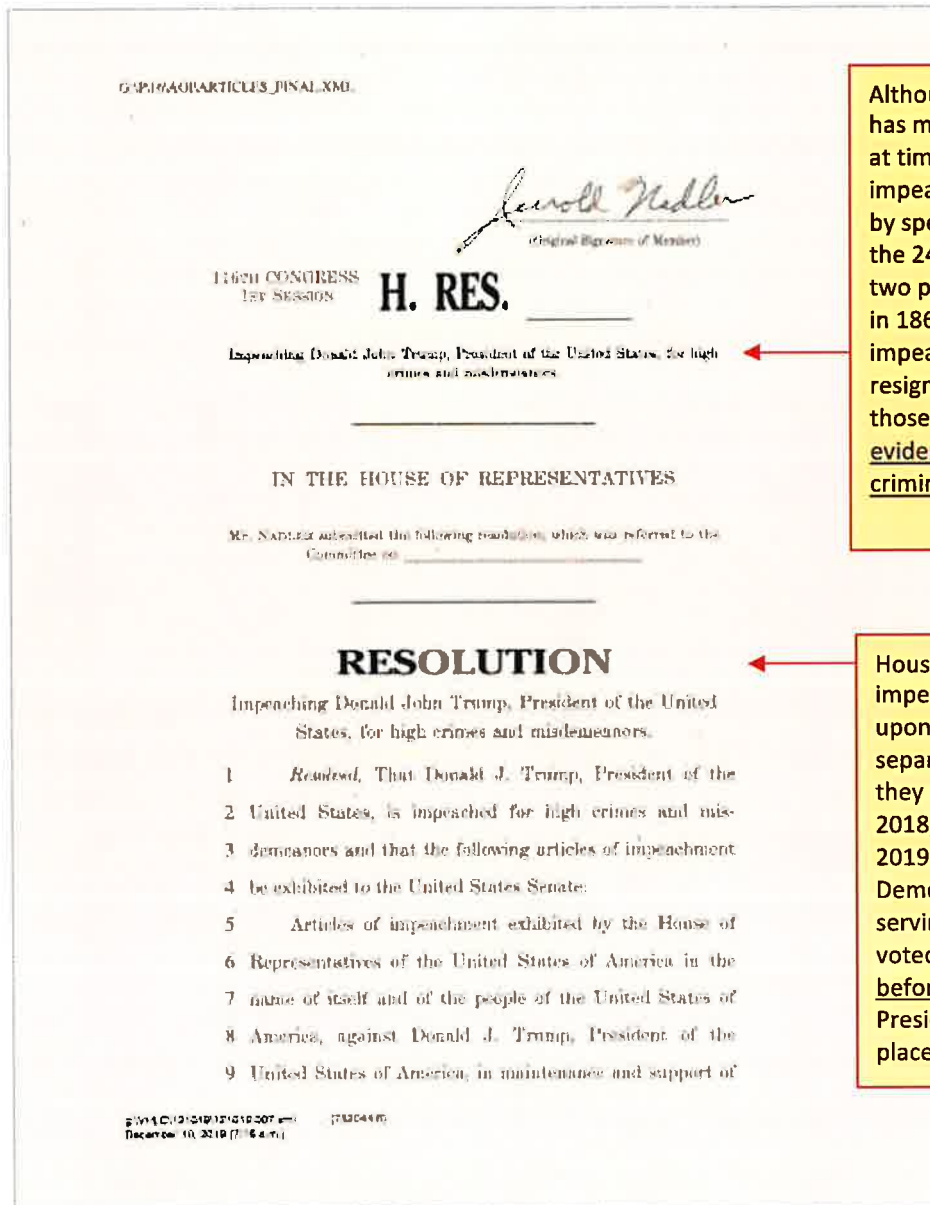 Jerrold Nadler
(Original Signature of Member)
116TH CONGRESS
1ST SESSION
H. RES.
Impeaching Donald John Trump, President of the United States, for high
crimes and misdemeanors.
IN THE HOUSE OF REPRESENTATIVES
Mr. NADLER submitted the following resolution; which was referred to the
Committee on
RESOLUTION
Impeaching Donald John Trump, President of the United
States, for high crimes and misdemeanors.
1 Resolved, That Donald J. Trump, President of the
2 United States, is impeached for high crimes and mis-
3 demeanors and that the following articles of impeachment
4 be exhibited to the United States Senate:
5 Articles of impeachment exhibited by the House of
6 Representatives of the United States of America in the
7 name of itself and of the people of the United States of
8 America, against Donald J. Trump, President of the
9 United States of America, in maintenance and support of
December 10, 2019
Althou
has m
at tim
impea
by spe
the 24
two p
in 186
impea
resign
those
evide
crimin
Hous
impe
upon
separ
they
2018
2019
Demo
servin
voted
befor
Presi
place